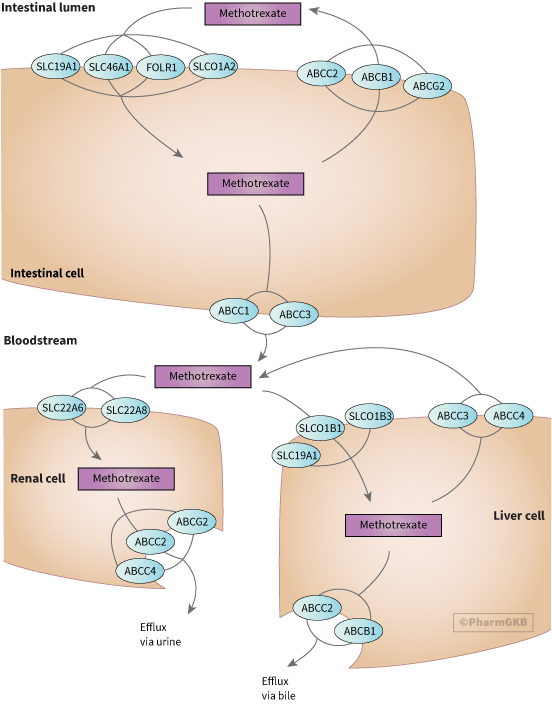 Intestinal lumen
Methotrexate
SLC19A1
SLC46A1
FOLR1
SLCO1A2
ABCC2
ABCB1
ABCG2
Methotrexate
Intestinal cell
ABCC1
ABCC3
Bloodstream
Methotrexate
SLC22A6
SLC22A8
SLCO1B1
SLCO1B3
SLC19A1
ABCC3
ABCC4
Renal cell
Methotrexate
ABCG2
ABCC2
ABCC4
Efflux
via urine
Methotrexate
Liver cell
ABCC2
ABCB1
©PharmGKB
Efflux
via bile